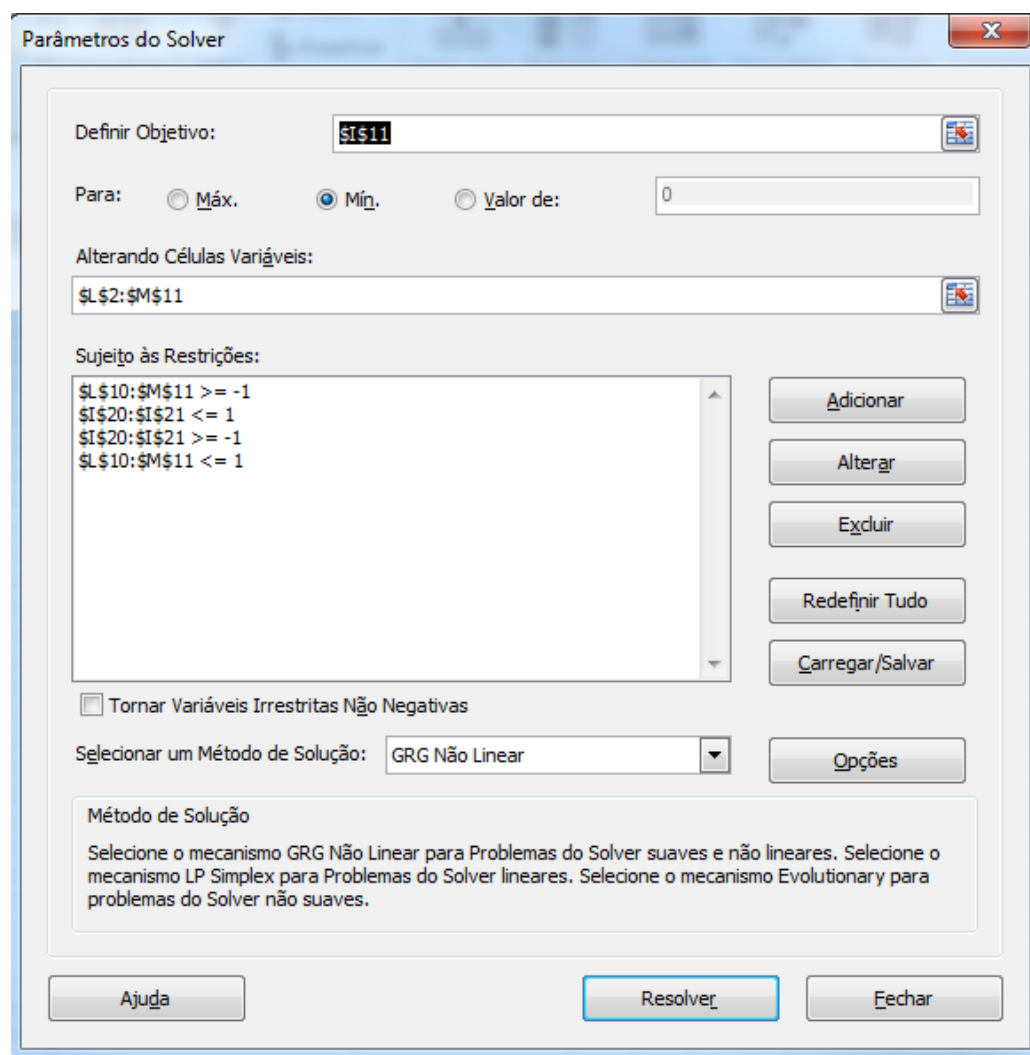 Parâmetros do Solver
Definir Objetivo: $I$11
Para: Máx. Mín. Valor de: 0
Alterando Células Variáveis:
$L$2:$M$11
Sujeito às Restrições:
$L$10:$M$11 >= -1
$I$20:$I$21 <= 1
$I$20:$I$21 >= -1
$L$10:$M$11 <= 1
Adicionar
Alterar
Excluir
Redefinir Tudo
Carregar/Salvar
Tornar Variáveis Irrestritas Não Negativas
Selecionar um Método de Solução: GRG Não Linear Opções
Método de Solução
Selecione o mecanismo GRG Não Linear para Problemas do Solver suaves e não lineares. Selecione o
mecanismo LP Simplex para Problemas do Solver lineares. Selecione o mecanismo Evolutionary para
problemas do Solver não suaves.
Ajuda Resolver Fechar